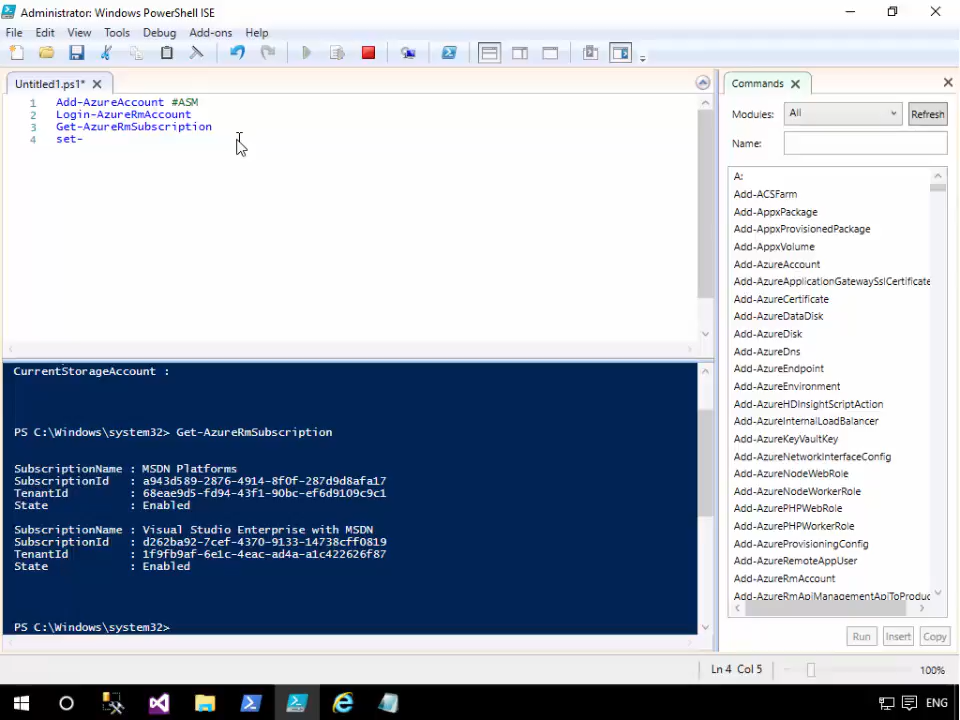 Administrator: Windows PowerShell ISE
File Edit View Tools Debug Add-ons Help
Untitled1.ps1*
1 Add-AzureAccount #ASM
2 Login-AzureRmAccount
3 Get-AzureRmSubscription
4 set-
CurrentStorageAccount :
PS C:\Windows\system32> Get-AzureRmSubscription
SubscriptionName : MSDN Platforms
SubscriptionId : a943d589-2876-4914-8f0f-287d9d8afa17
TenantId : 68eae9d5-fd94-43f1-90bc-ef6d9109c9c1
State : Enabled
SubscriptionName : Visual Studio Enterprise with MSDN
SubscriptionId : d262ba92-7cef-4370-9133-14738cff0819
TenantId : 1f9fb9af-6e1c-4eac-ad4a-a1c422626f87
State : Enabled
PS C:\Windows\system32>
Commands
Modules: All Refresh
Name:
A:
Add-ACSFarm
Add-AppxPackage
Add-AppxProvisionedPackage
Add-AppxVolume
Add-AzureAccount
Add-AzureApplicationGatewaySslCertificate
Add-AzureCertificate
Add-AzureDataDisk
Add-AzureDisk
Add-AzureDns
Add-AzureEndpoint
Add-AzureEnvironment
Add-AzureHDInsightScriptAction
Add-AzureInternalLoadBalancer
Add-AzureKeyVaultKey
Add-AzureNetworkInterfaceConfig
Add-AzureNodeWebRole
Add-AzureNodeWorkerRole
Add-AzurePHPWebRole
Add-AzurePHPWorkerRole
Add-AzureProvisioningConfig
Add-AzureRemoteAppUser
Add-AzureRmAccount
Add-AzureRmApiManagementApiToProduc
Run Insert Copy
Ln 4 Col 5 100%
ENG